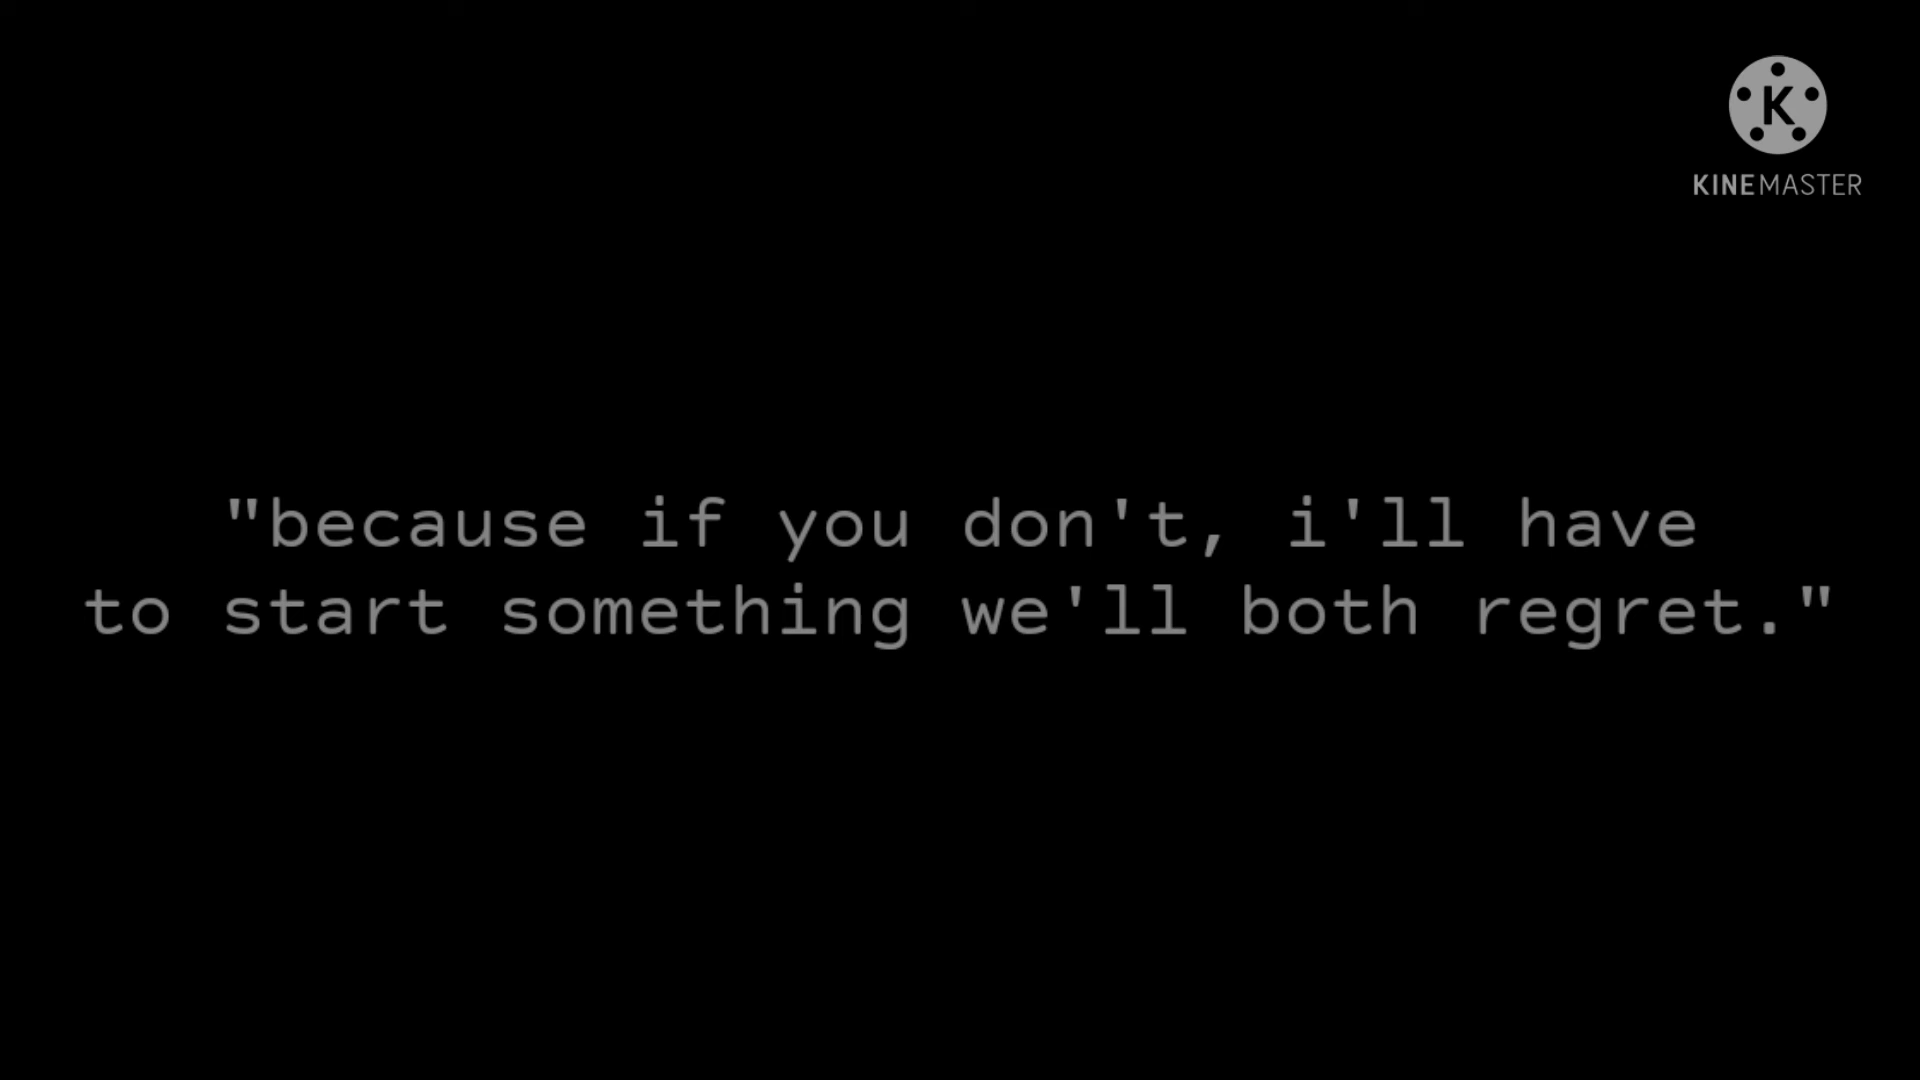 K
KINEMASTER
"because if you don't, i'll have
to start something we'll both regret."